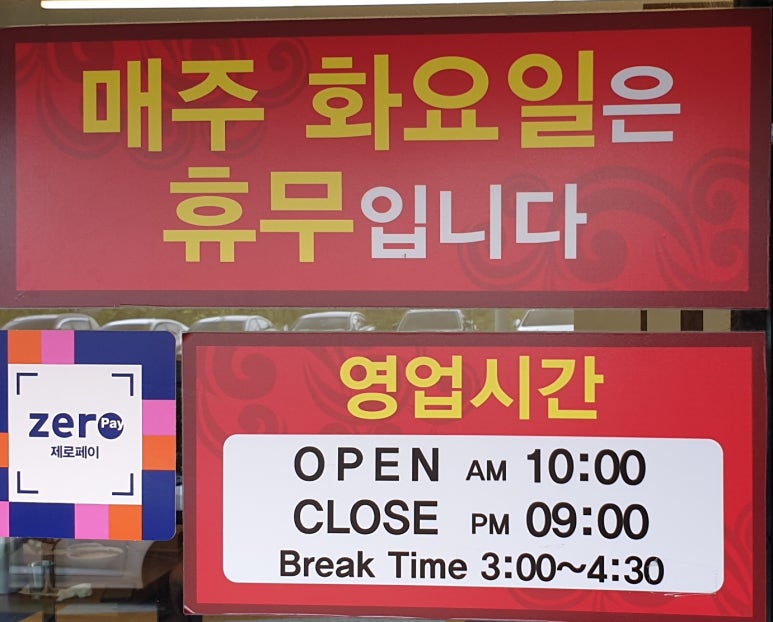 매주 화요일은
휴무입니다
zero Pay
제로페이
영업시간
OPEN AM 10:00
CLOSE PM 09:00
Break Time 3:00~4:30